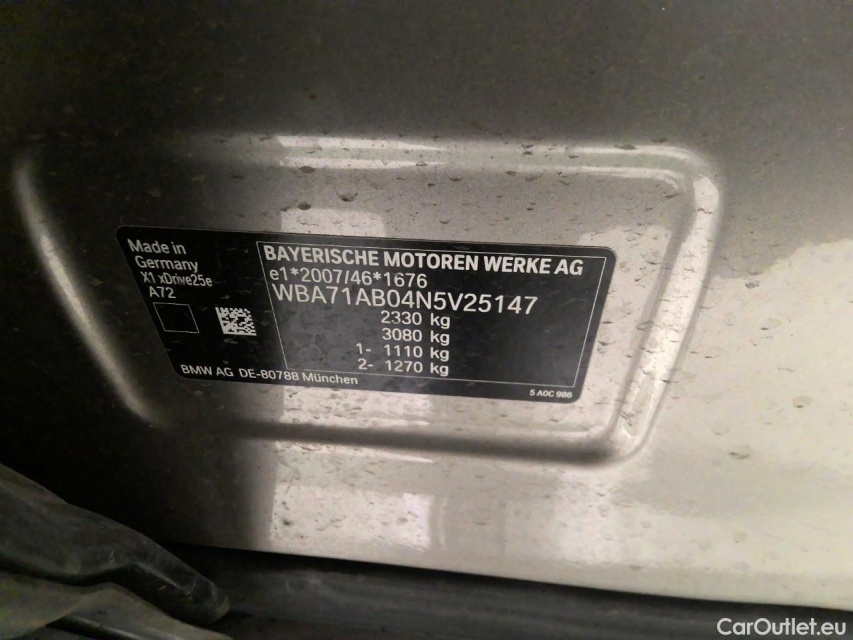 Made in
Germany
X1 xDrive25e
A72
BAYERISCHE MOTOREN WERKE AG
e1*2007/46*1676
WBA71AB04N5V25147
2330 kg
3080 kg
1- 1110 kg
2- 1270 kg
BMW AG DE-80788 München
5 A0C 986
CarOutlet.eu